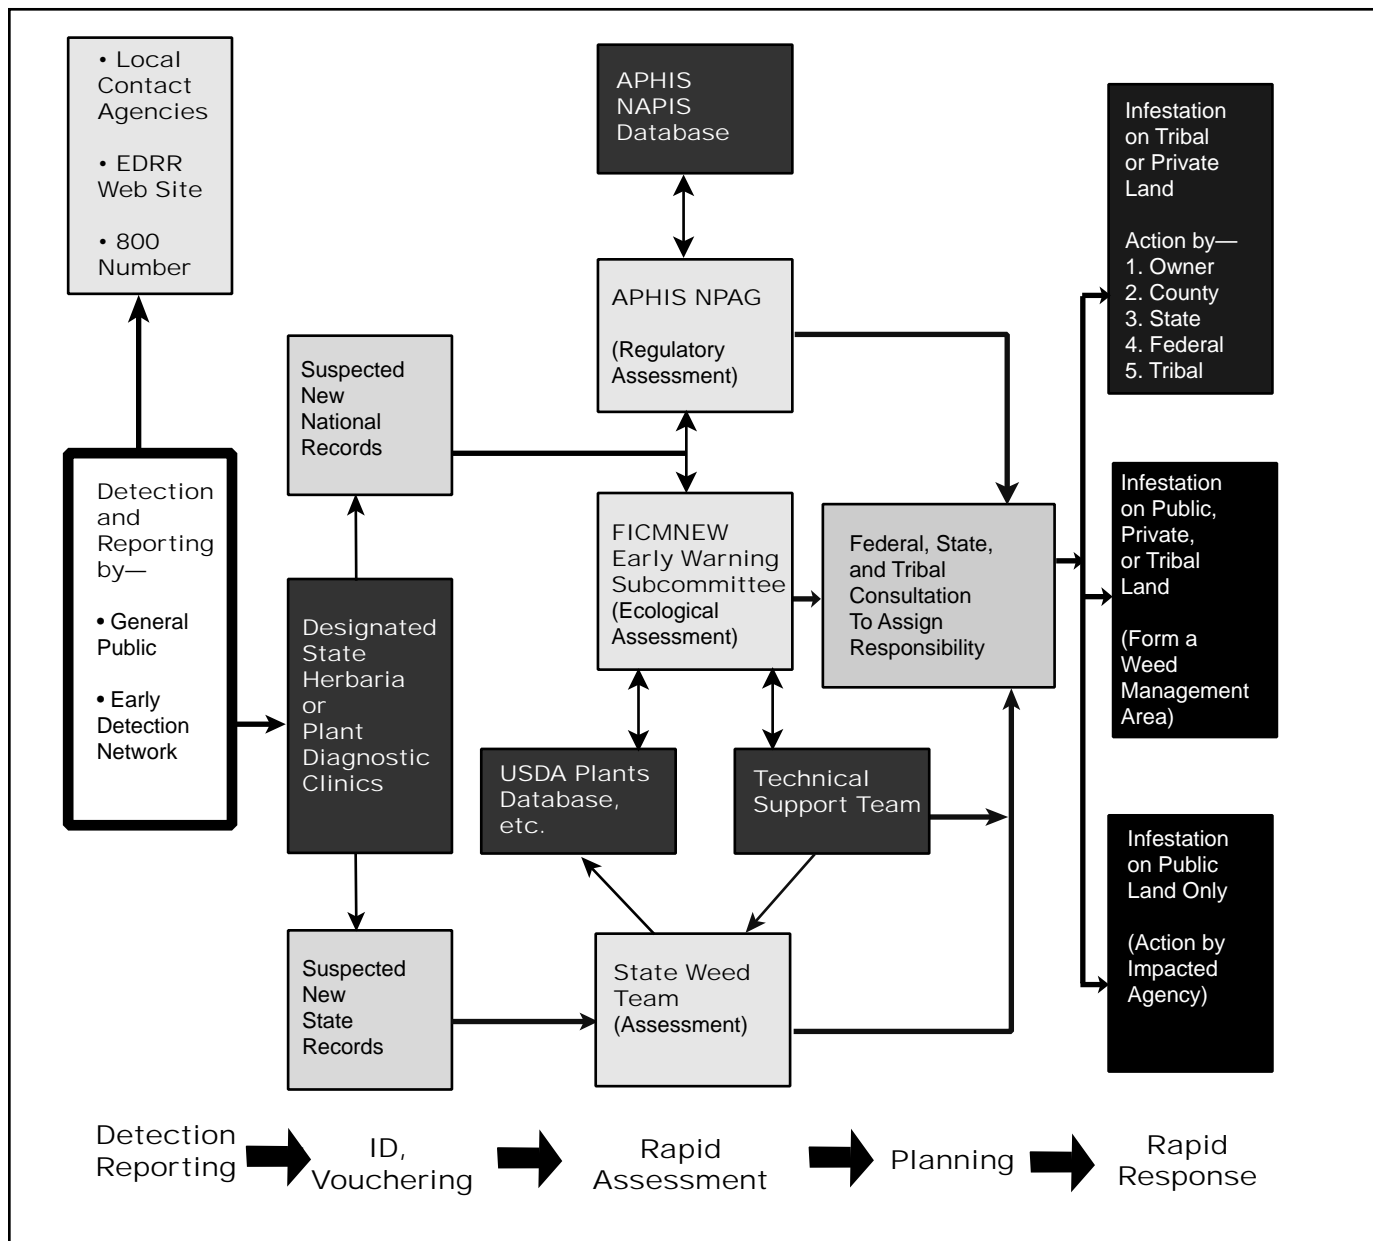 • Local
Contact
Agencies
• EDRR
Web Site
• 800
Number
Detection
and
Reporting
by—
• General
Public
• Early
Detection
Network
Suspected
New
National
Records
Designated
State
Herbaria
or
Plant
Diagnostic
Clinics
Suspected
New
State
Records
APHIS
NAPIS
Database
APHIS NPAG
(Regulatory
Assessment)
FICMNEW
Early Warning
Subcommittee
(Ecological
Assessment)
USDA Plants
Database,
etc.
Technical
Support Team
State Weed
Team
(Assessment)
Federal, State,
and Tribal
Consultation
To Assign
Responsibility
Infestation
on Tribal
or Private
Land
Action by—
1. Owner
2. County
3. State
4. Federal
5. Tribal
Infestation
on Public,
Private,
or Tribal
Land
(Form a
Weed
Management
Area)
Infestation
on Public
Land Only
(Action by
Impacted
Agency)
Detection
Reporting
ID,
Vouchering
Rapid
Assessment
Planning
Rapid
Response